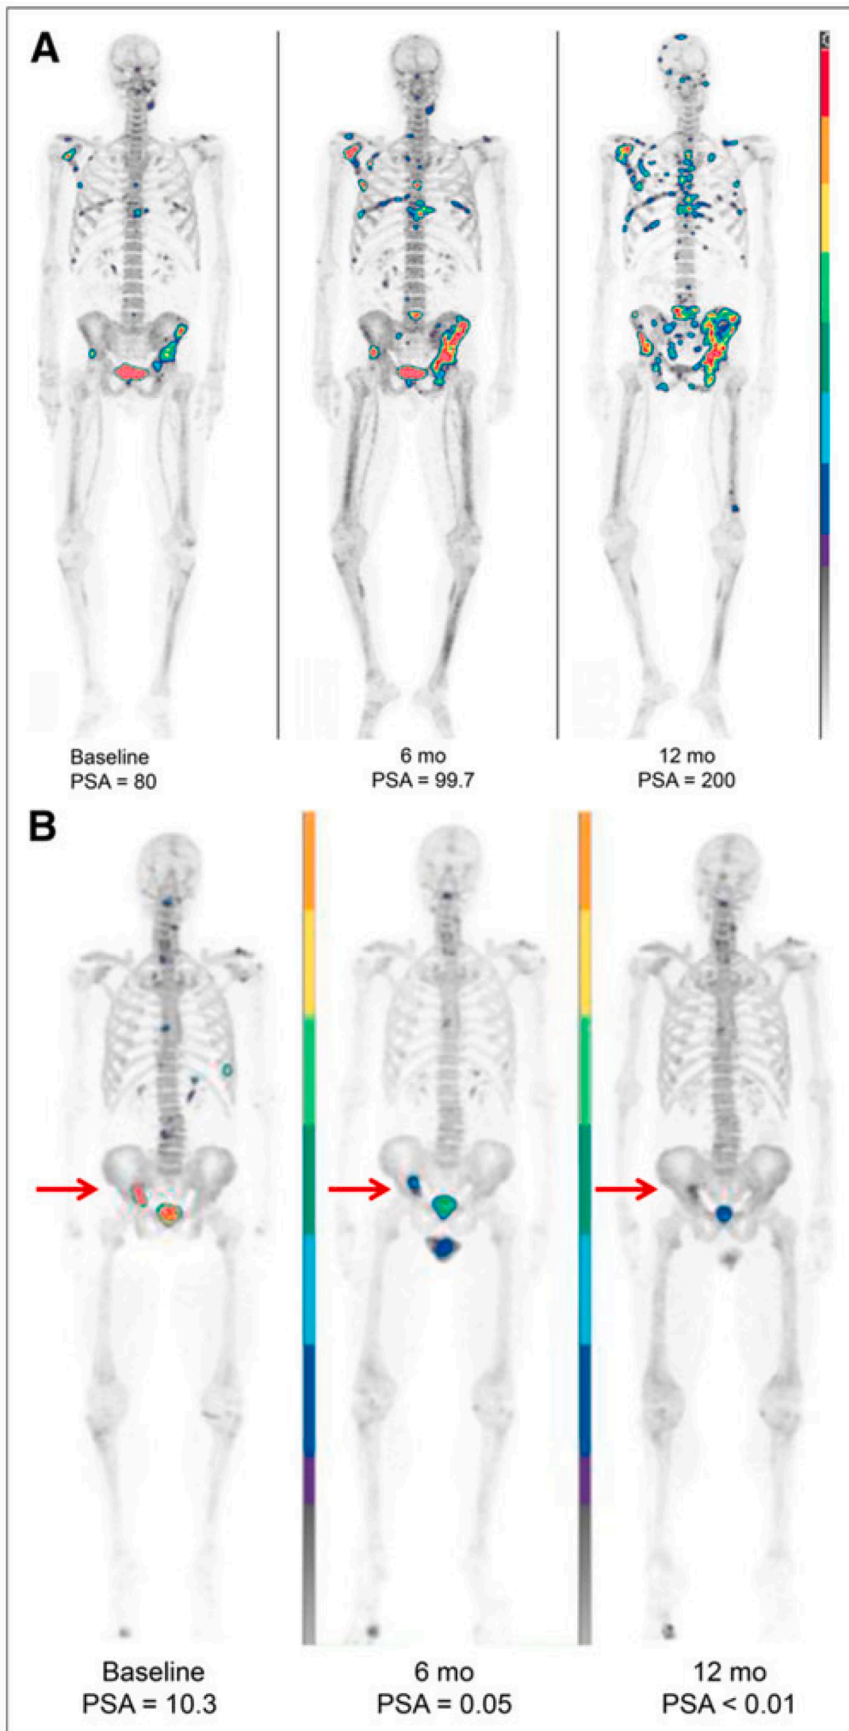 A
Baseline
PSA = 80
6 mo
PSA = 99.7
12 mo
PSA = 200
B
Baseline
PSA = 10.3
6 mo
PSA = 0.05
12 mo
PSA < 0.01